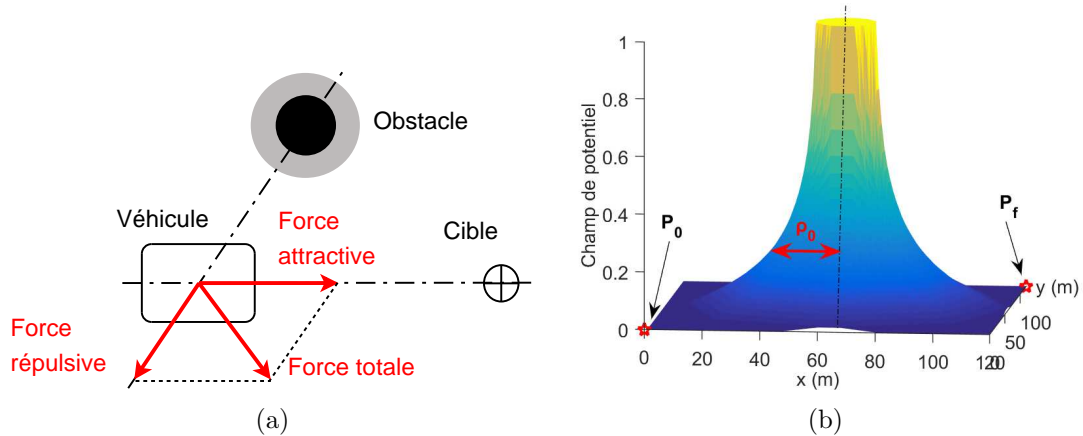 Obstacle
Véhicule
Force
attractive
Cible
Force
répulsive
Force totale
(a)
Champ de potentiel
1
0.8
0.6
0.4
0.2
0
P0
ρ0
Pf
y (m)
100
50
0
0
20
40
60
80
100
120
x (m)
(b)